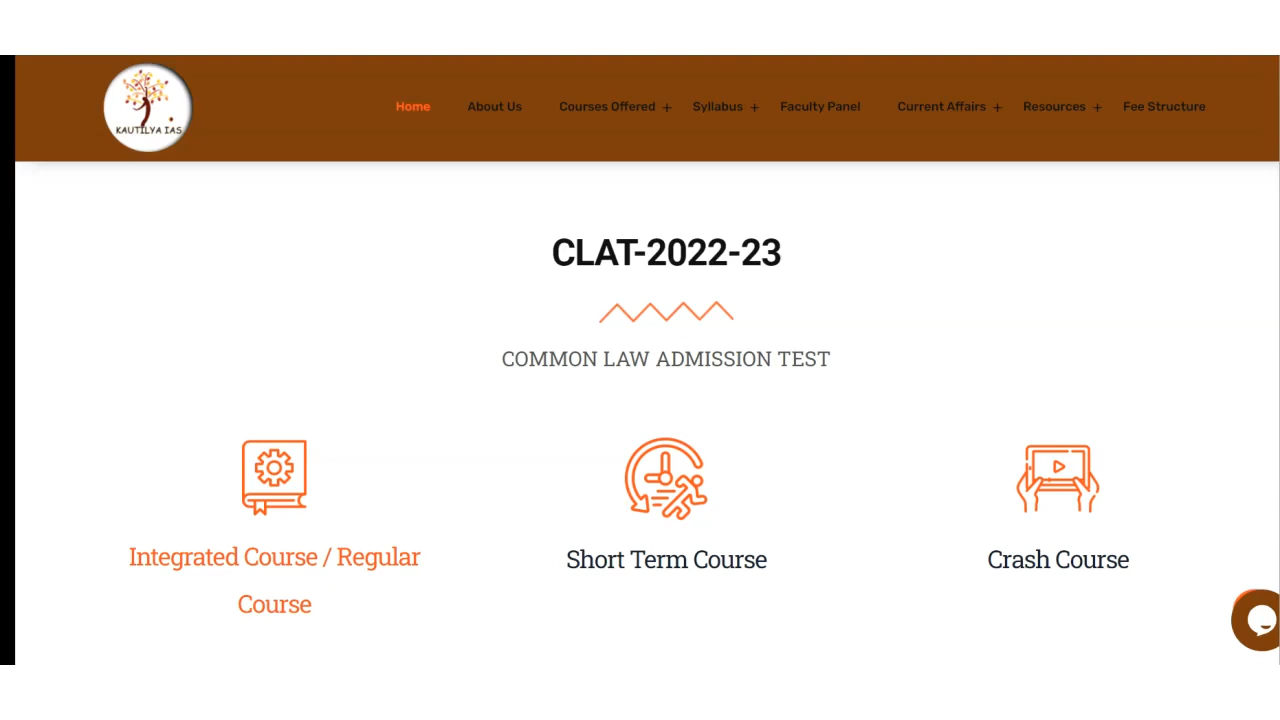 KAUTILYA IAS
Home About Us Courses Offered + Syllabus + Faculty Panel Current Affairs + Resources + Fee Structure
CLAT-2022-23
COMMON LAW ADMISSION TEST
Integrated Course / Regular
Course
Short Term Course
Crash Course